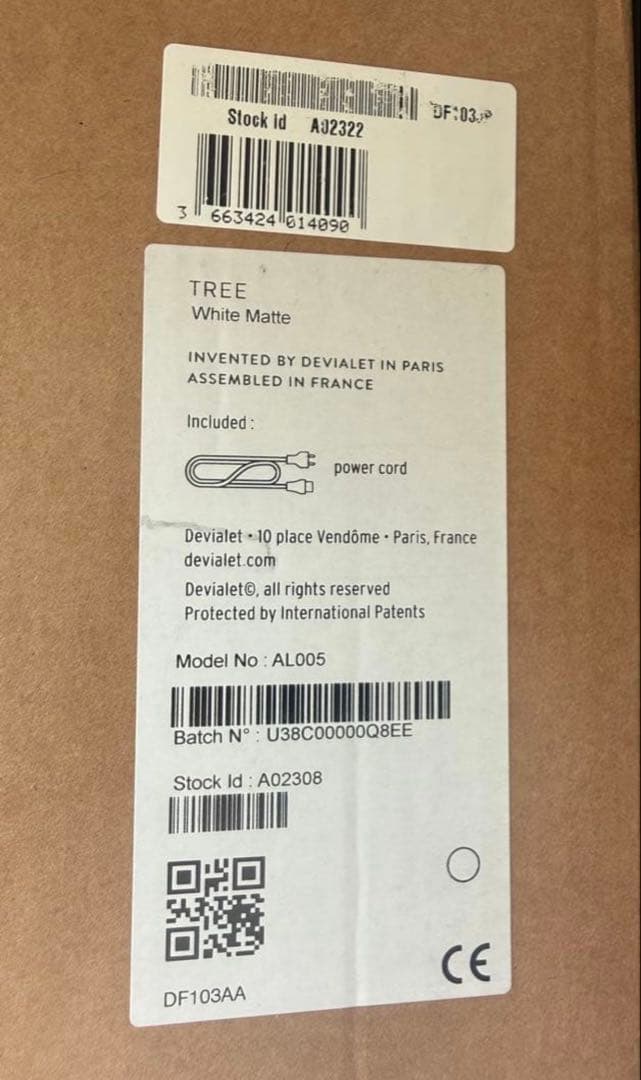 Stock id A02322
3 663424 014090
TREE
White Matte
INVENTED BY DEVIALET IN PARIS
ASSEMBLED IN FRANCE
Included :
power cord
Devialet • 10 place Vendôme • Paris, France
devialet.com
Devialet©, all rights reserved
Protected by International Patents
Model No : AL005
Batch N° : U38C00000Q8EE
Stock Id : A02308
CE
DF103AA